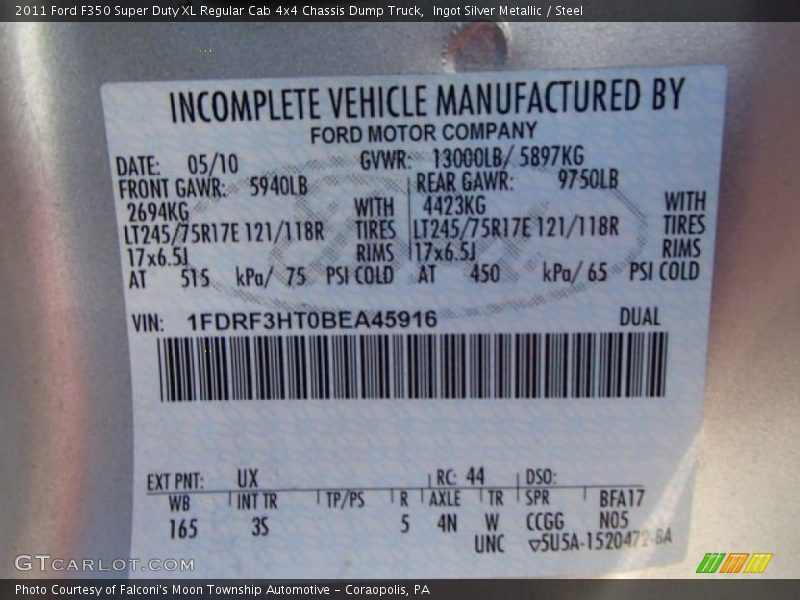 2011 Ford F350 Super Duty XL Regular Cab 4x4 Chassis Dump Truck,  Ingot Silver Metallic / Steel
INCOMPLETE VEHICLE MANUFACTURED BY
FORD MOTOR COMPANY
DATE: 05/10 GVWR: 13000LB/ 5897KG
FRONT GAWR: 5940LB REAR GAWR: 9750LB
2694KG WITH 4423KG WITH
LT245/75R17E 121/118R TIRES LT245/75R17E 121/118R TIRES
17x6.5J RIMS 17x6.5J RIMS
AT 515 kPa/ 75 PSI COLD AT 450 kPa/ 65 PSI COLD
VIN: 1FDRF3HT0BEA45916 DUAL
EXT PNT: UX RC: 44 DSO:
WB INT TR TP/PS R AXLE TR SPR BFA17
165 3S 5 4N W CCGG N05
UNC ▽5U5A-1520472-BA
GTCARLOT.COM
Photo Courtesy of Falconi's Moon Township Automotive - Coraopolis, PA